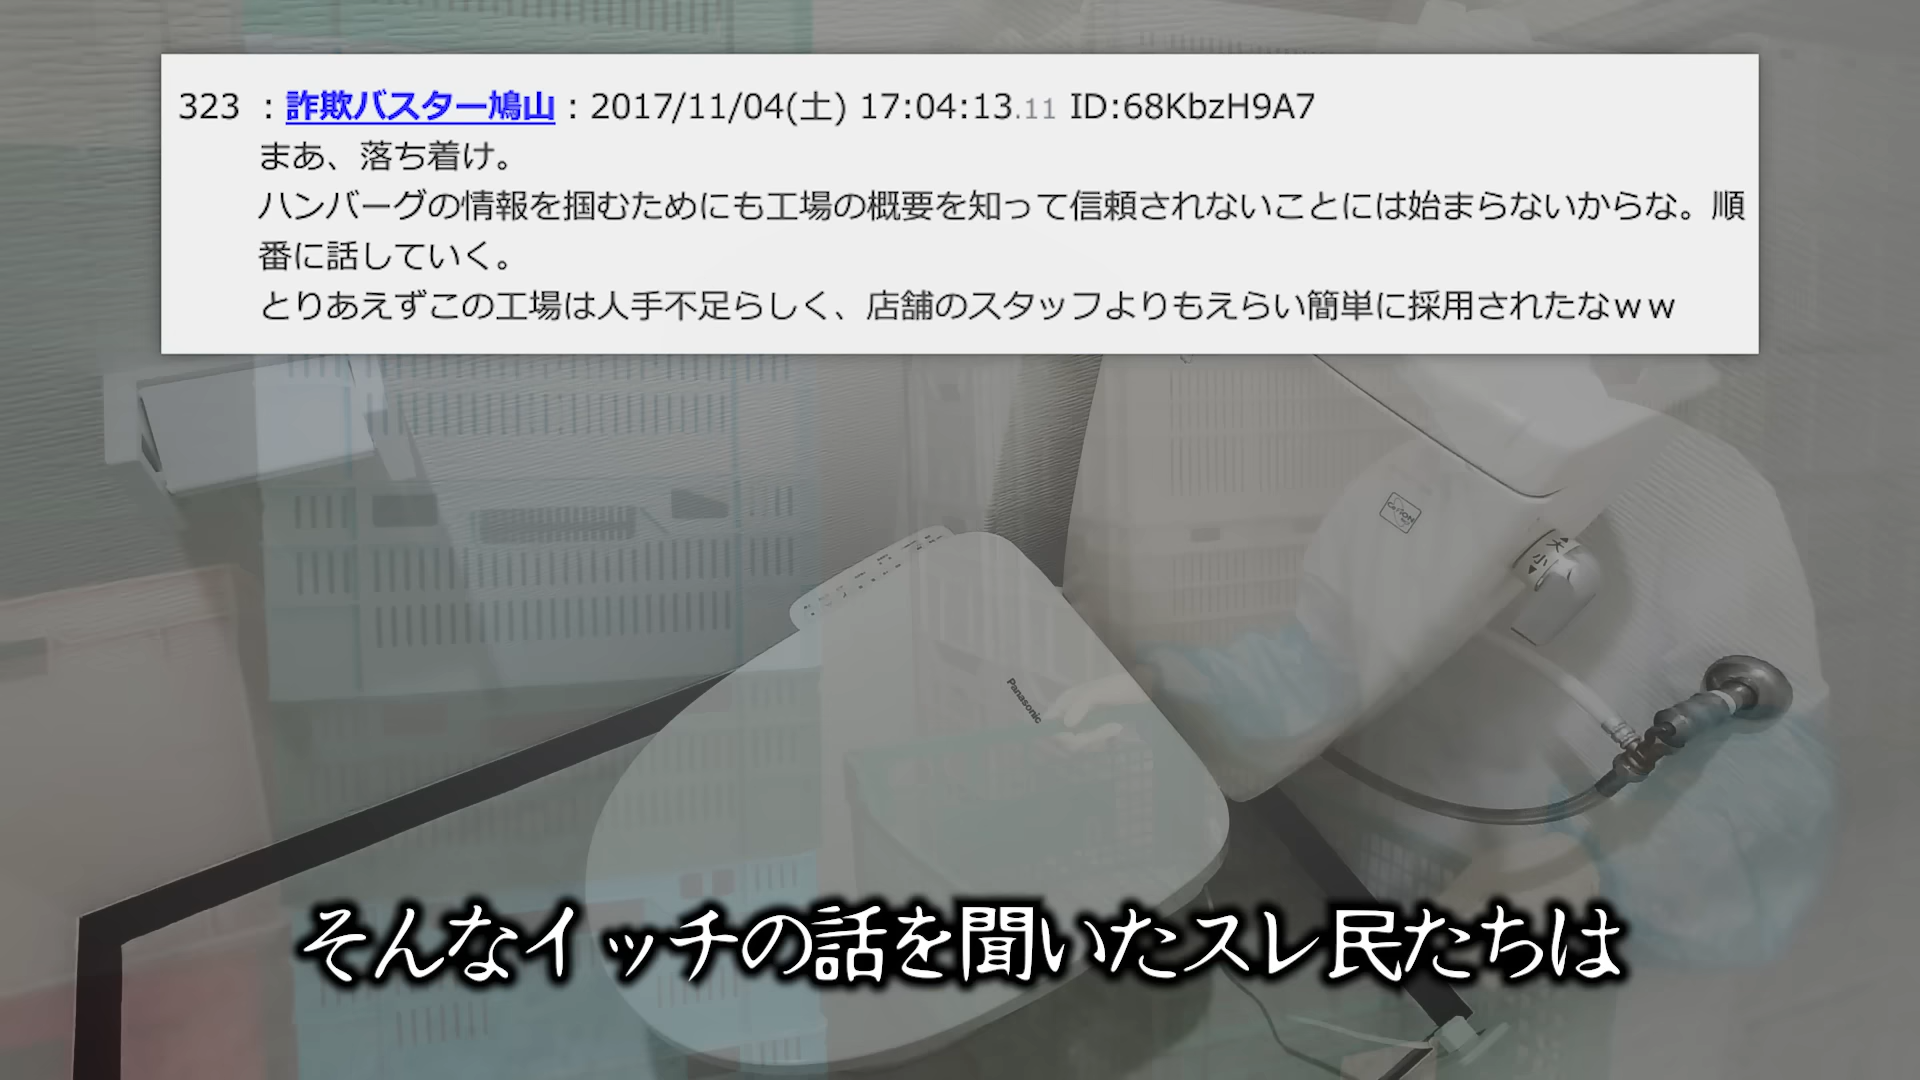 323 ：詐欺バスター鳩山：2017/11/04(土) 17:04:13.11 ID:68KbzH9A7
まあ、落ち着け。
ハンバーグの情報を掴むためにも工場の概要を知って信頼されないことには始まらないからな。順
番に話していく。
とりあえずこの工場は人手不足らしく、店舗のスタッフよりもえらい簡単に採用されたなｗｗ
大
小
Panasonic
そんなイッチの話を聞いたスレ民たちは